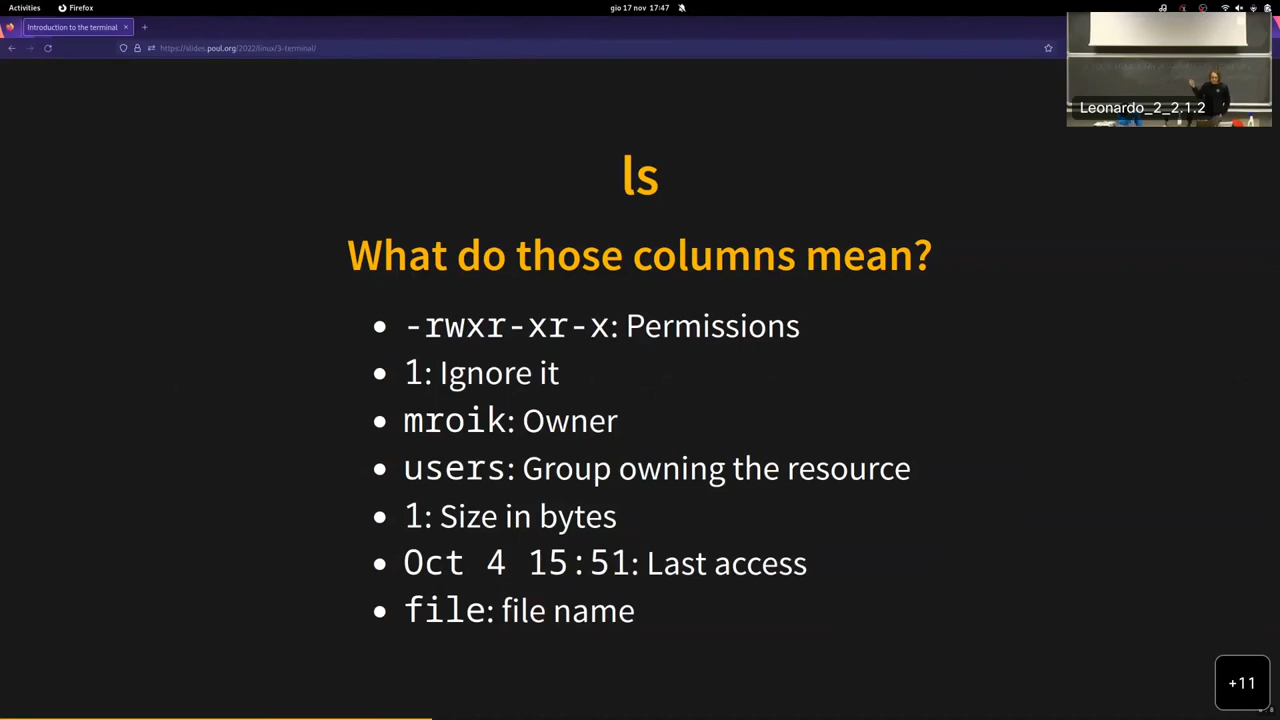 Activities
Firefox
gio 17 nov 17:47
Introduction to the terminal
https://slides.poul.org/2022/linux/3-terminal/
Leonardo_2_2.1.2
ls
What do those columns mean?
-rwxr-xr-x: Permissions
1: Ignore it
mroik: Owner
users: Group owning the resource
1: Size in bytes
Oct 4 15:51: Last access
file: file name
+11